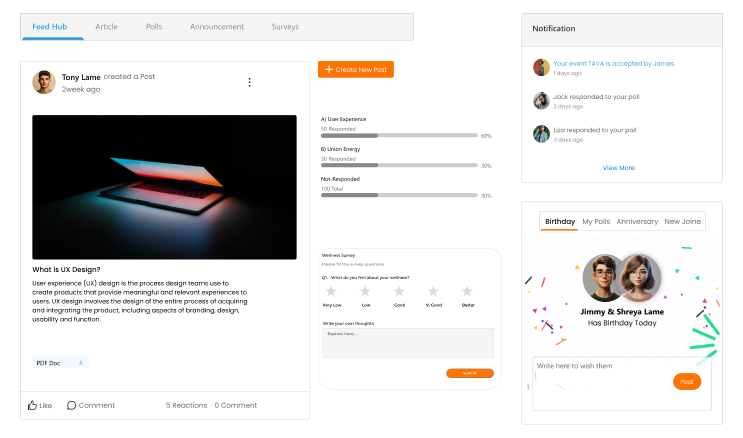 Feed Hub Article Polls Announcement Surveys
Tony Lame created a Post
2week ago
What is UX Design?
User experience (UX) design is the process design teams use to
create products that provide meaningful and relevant experiences to
users. UX design involves the design of the entire process of acquiring
and integrating the product, including aspects of branding, design,
usability and function.
PDF Doc
Like Comment 5 Reactions · 0 Comment
+ Create New Post
A) User Experience
50 Responded
60%
B) Union Energy
30 Responded
30%
Not-Responded
100 Total
30%
Wellness Survey
Please fill the survey questions
Q1. What do you feel about your wellness?
Very Low Low Good V. Good Better
Write your own thoughts
Express here...
Submit
Notification
Your event TAVA is accepted by James
1 days ago
Jack responded to your poll
2 days ago
Liza responded to your poll
3 days ago
View More
Birthday My Polls Anniversary New Joine
Jimmy & Shreya Lame
Has Birthday Today
Write here to wish them
Post